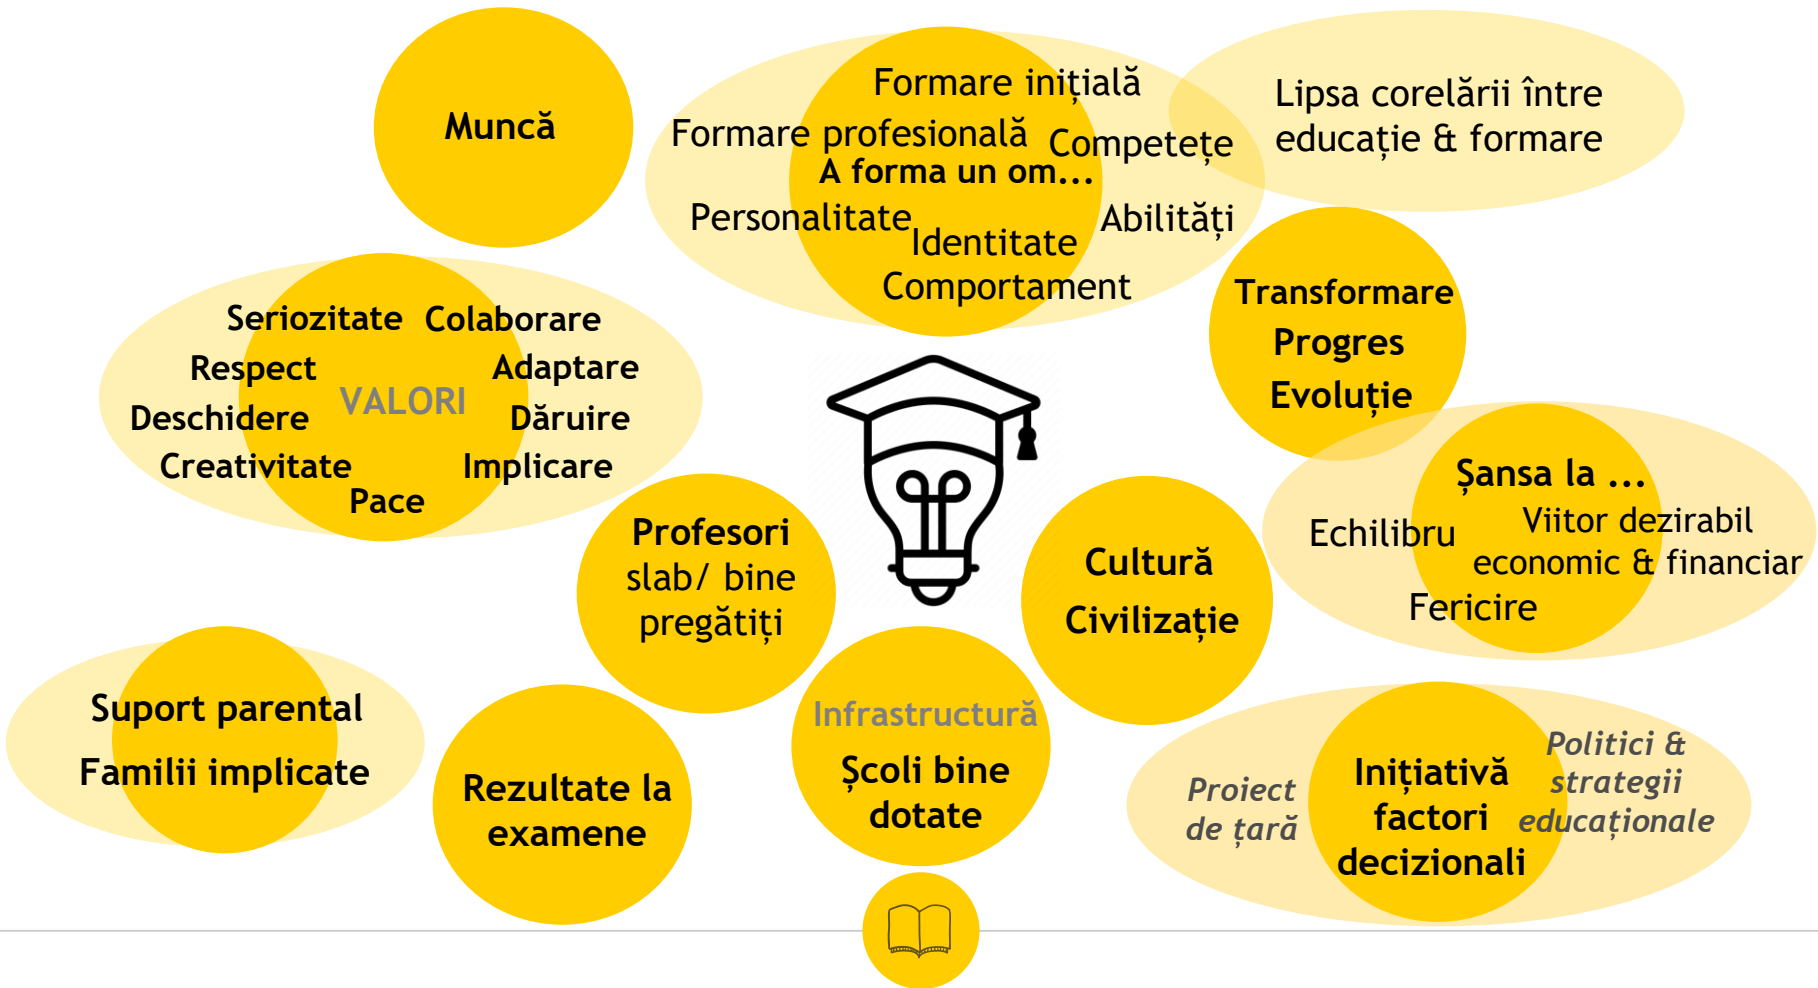 Muncă
Formare inițială
Formare profesională
Competețe
A forma un om...
Personalitate
Identitate
Abilități
Comportament
Lipsa corelării între
educație & formare
Transformare
Progres
Evoluție
Seriozitate
Colaborare
Respect
Adaptare
VALORI
Deschidere
Dăruire
Creativitate
Implicare
Pace
Șansa la ...
Echilibru
Viitor dezirabil
economic & financiar
Fericire
Profesori
slab/ bine
pregătiți
Cultură
Civilizație
Suport parental
Familii implicate
Rezultate la
examene
Infrastructură
Școli bine
dotate
Proiect
de țară
Inițiativă
factori
decizionali
Politici &
strategii
educaționale